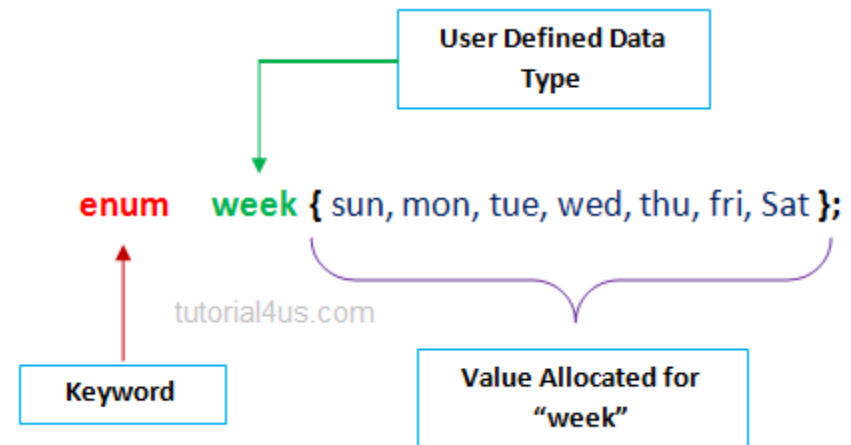 User Defined Data
Type
enum week { sun, mon, tue, wed, thu, fri, Sat };
tutorial4us.com
Keyword
Value Allocated for
“week”